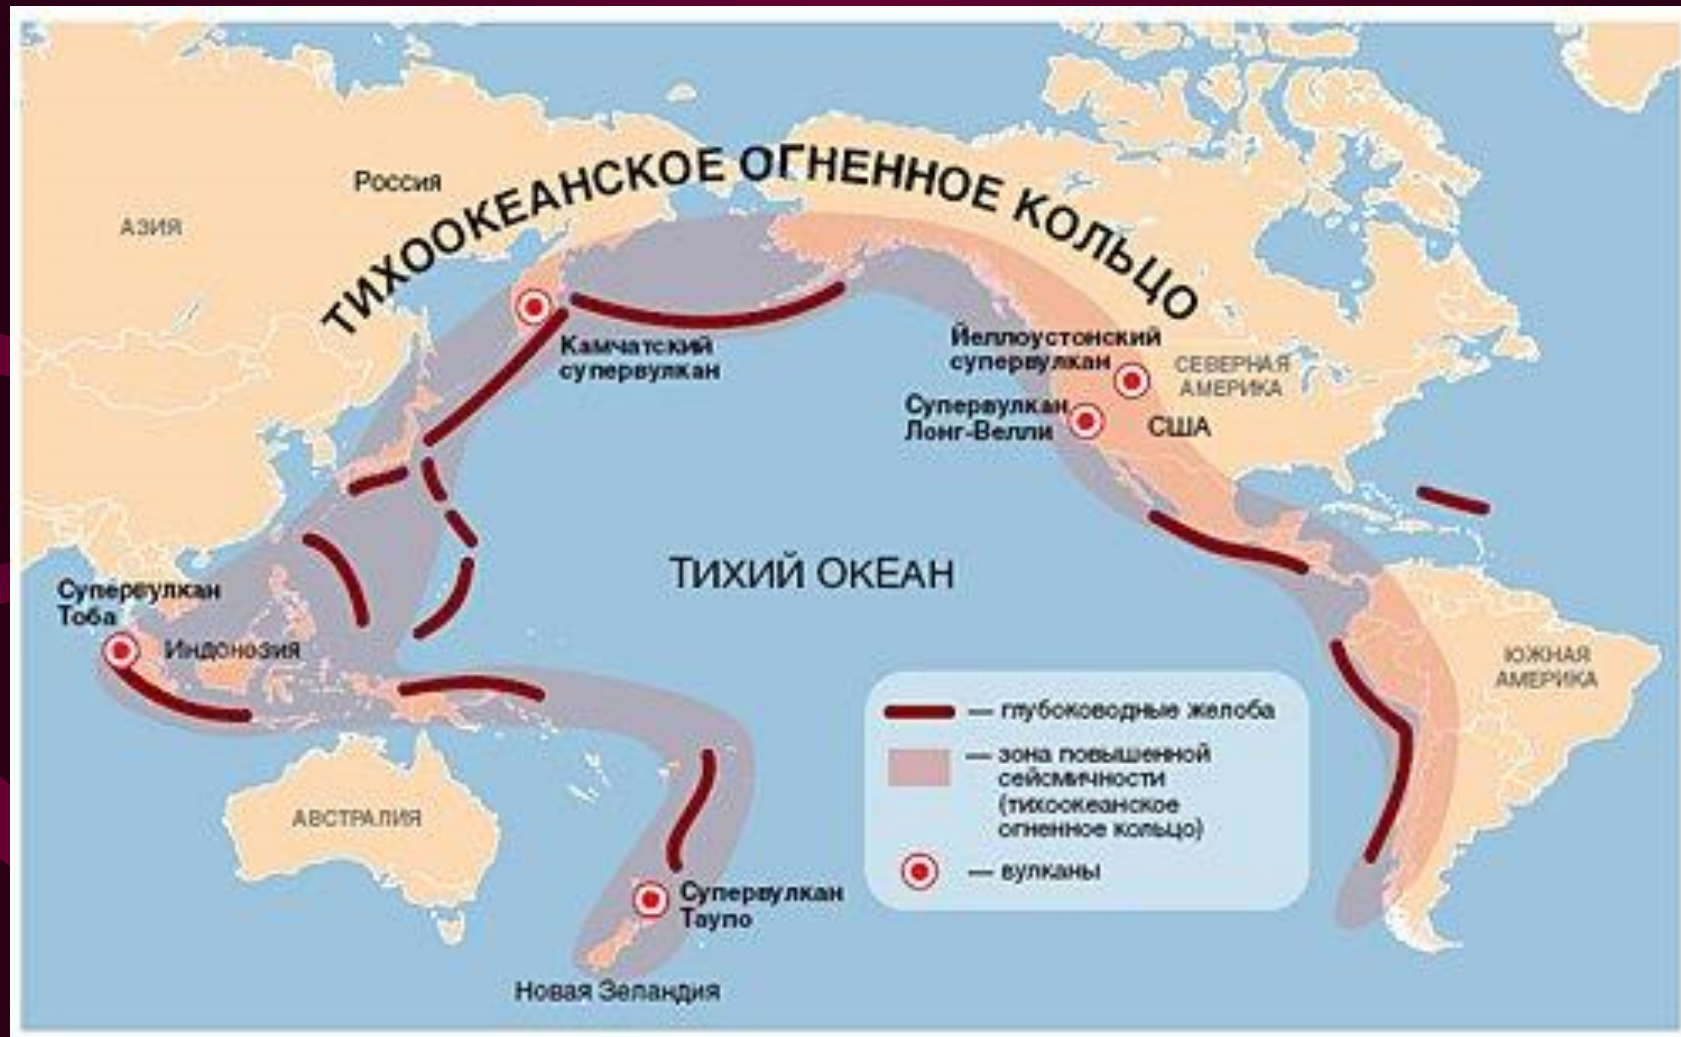 ТИХООКЕАНСКОЕ ОГНЕННОЕ КОЛЬЦО
Россия
АЗИЯ
Камчатский
супервулкан
Йеллоустонский
супервулкан
СЕВЕРНАЯ
АМЕРИКА
Супервулкан
Лонг-Велли
США
ТИХИЙ ОКЕАН
Супервулкан
Тоба
Индонозия
ЮЖНАЯ
АМЕРИКА
АВСТРАЛИЯ
— глубоководные желоба
— зона повышенной
сейсмичности
(тихоокеанское
огненное кольцо)
— вулканы
Супервулкан
Таупо
Новая Зеландия